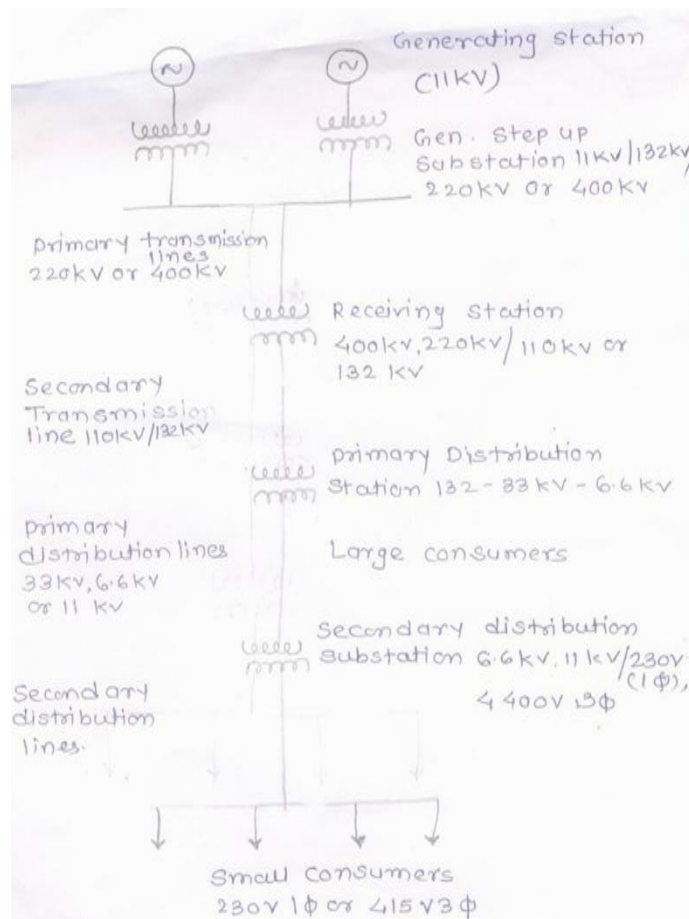 Generating station
(11KV)
Gen. Step up
Substation 11KV/132KV/
220KV or 400KV
primary transmission
lines
220KV or 400KV
Receiving station
400KV, 220KV/110KV or
132 KV
Secondary
Transmission
line 110KV/132KV
primary Distribution
Station 132-33KV-6.6KV
primary
distribution lines
33KV, 6.6KV
or 11 KV
Large consumers
Secondary distribution
substation 6.6KV, 11KV/230V
(1ϕ),
4 400V 3ϕ
Secondary
distribution
lines.
Small consumers
230V 1ϕ or 415V3ϕ